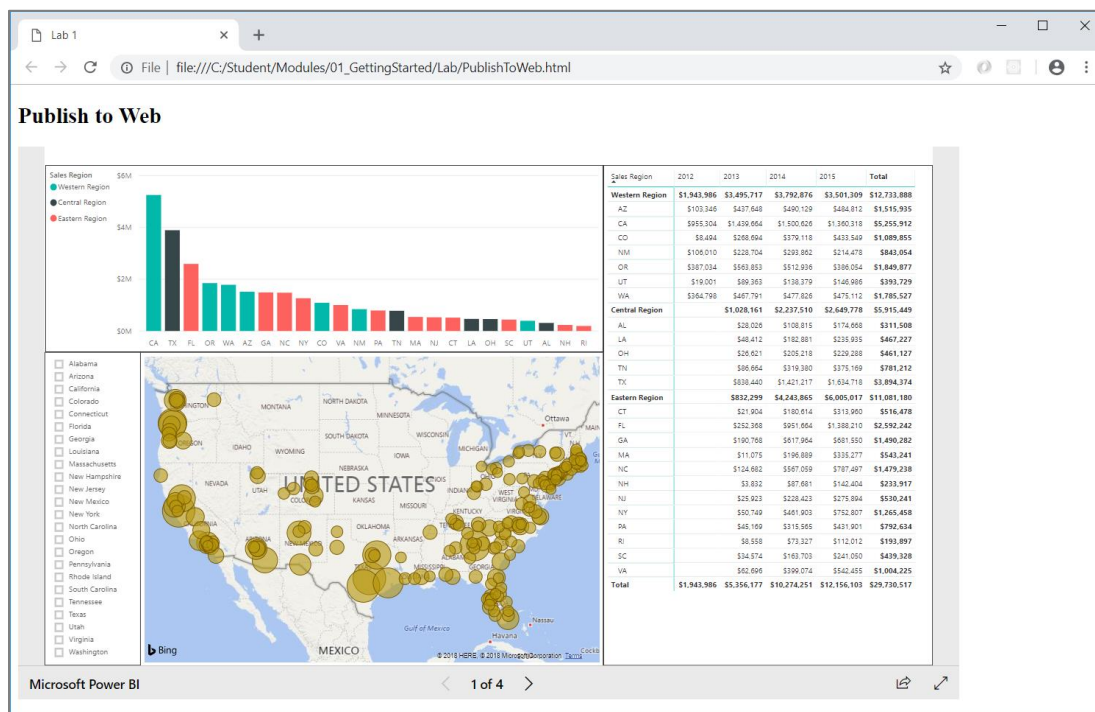 Lab 1
File | file:///C:/Student/Modules/01_GettingStarted/Lab/PublishToWeb.html
Publish to Web
Sales Region
Western Region
Central Region
Eastern Region
$6M
$4M
$2M
$0M
CA TX FL OR WA AZ GA NC NY CO VA NM PA TN MA NJ CT LA OH SC UT AL NH RI
Alabama
Arizona
California
Colorado
Connecticut
Florida
Georgia
Louisiana
Massachusetts
New Hampshire
New Jersey
New Mexico
New York
North Carolina
Ohio
Oregon
Pennsylvania
Rhode Island
South Carolina
Tennessee
Texas
Utah
Virginia
Washington
MONTANA
NORTH DAKOTA
MINNESOTA
Ottawa
SOUTH DAKOTA
WISCONSIN
MICHIGAN
VT
IDAHO
WYOMING
IOWA
NEBRASKA
NEVADA
UTAH
UNITED STATES
KANSAS
MISSOURI
WEST
VIRGINIA
DELAWARE
KENTUCKY
OKLAHOMA
ARKANSAS
MISSISSIPPI
GEORGIA
Gulf of Mexico
Nassau
Havana
MEXICO
Bing
© 2018 HERE, © 2018 Microsoft Corporation Terms
Sales Region 2012 2013 2014 2015 Total
Western Region $1,943,986 $3,495,717 $3,792,876 $3,501,309 $12,733,888
AZ $103,346 $437,648 $490,129 $484,812 $1,515,935
CA $955,304 $1,439,664 $1,500,626 $1,360,318 $5,255,912
CO $8,494 $268,694 $379,118 $433,549 $1,089,855
NM $106,010 $228,704 $293,862 $214,478 $843,054
OR $387,034 $563,853 $512,936 $386,054 $1,849,877
UT $19,001 $89,363 $138,379 $146,986 $393,729
WA $364,798 $467,791 $477,826 $475,112 $1,785,527
Central Region $1,028,161 $2,237,510 $2,649,778 $5,915,449
AL $28,026 $108,815 $174,668 $311,508
LA $48,412 $182,881 $235,935 $467,227
OH $26,621 $205,218 $229,288 $461,127
TN $86,664 $319,380 $375,169 $781,212
TX $838,440 $1,421,217 $1,634,718 $3,894,374
Eastern Region $832,299 $4,243,865 $6,005,017 $11,081,180
CT $21,904 $180,614 $313,960 $516,478
FL $252,368 $951,664 $1,388,210 $2,592,242
GA $190,768 $617,964 $681,550 $1,490,282
MA $11,075 $196,889 $335,277 $543,241
NC $124,682 $567,059 $787,497 $1,479,238
NH $3,832 $87,681 $142,404 $233,917
NJ $25,923 $228,423 $275,894 $530,241
NY $50,749 $461,903 $752,807 $1,265,458
PA $45,169 $315,565 $431,901 $792,634
RI $8,558 $73,327 $112,012 $193,897
SC $34,574 $163,703 $241,050 $439,328
VA $62,696 $399,074 $542,455 $1,004,225
Total $1,943,986 $5,356,177 $10,274,251 $12,156,103 $29,730,517
Microsoft Power BI
1 of 4